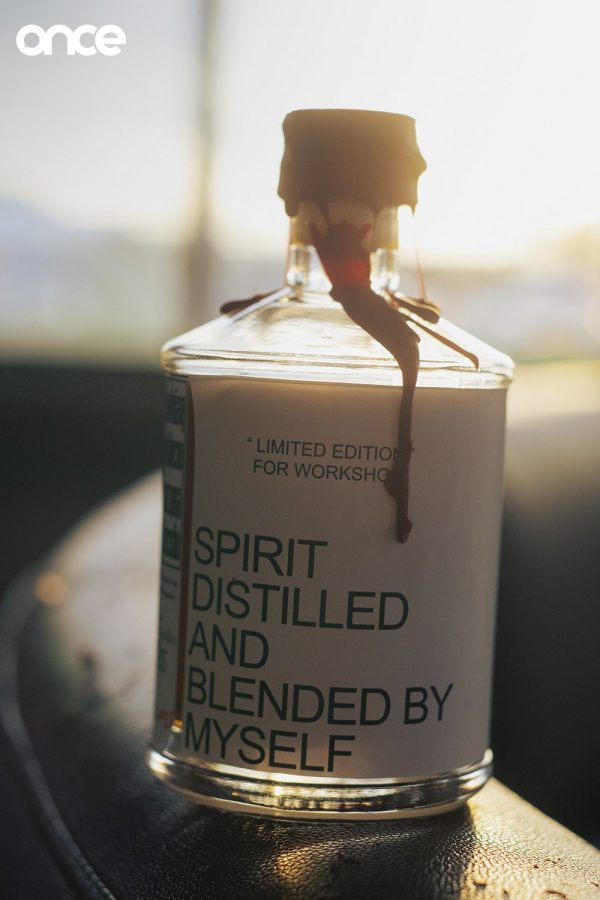 once
" LIMITED EDITION"
FOR WORKSHO
SPIRIT
DISTILLED
AND
BLENDED BY
MYSELF